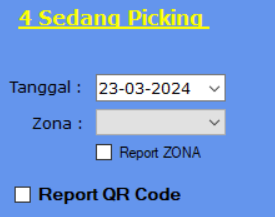 4 Sedang Picking
Tanggal : 23-03-2024
Zona :
Report ZONA
Report QR Code